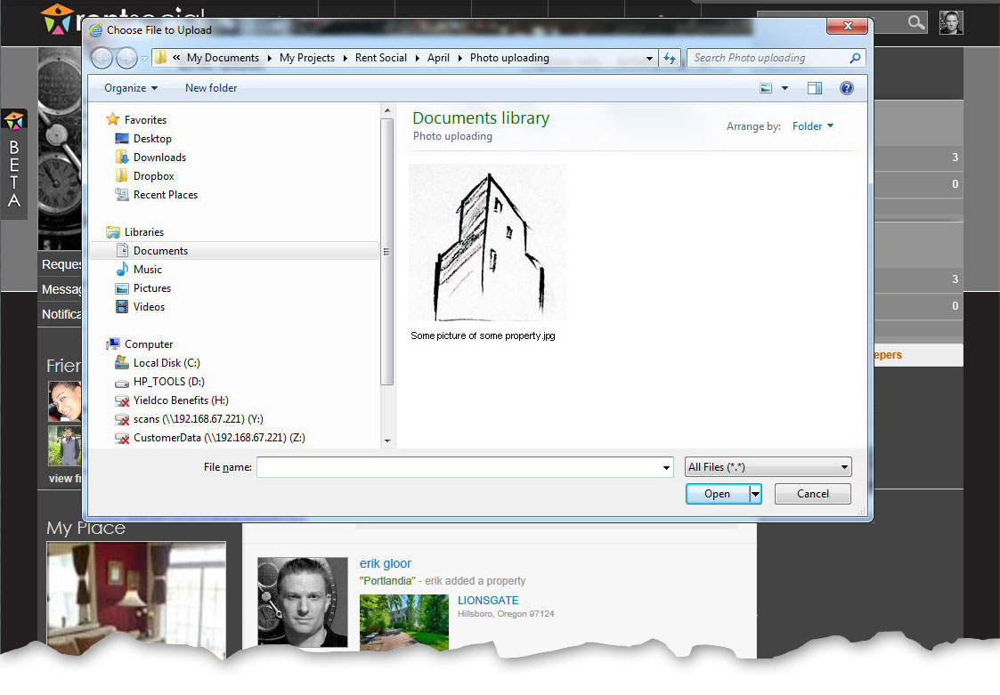 rentsocial
Choose File to Upload
« My Documents My Projects Rent Social April Photo uploading
Search Photo uploading
Organize New folder
Favorites
Desktop
Downloads
Dropbox
Recent Places
Libraries
Documents
Music
Pictures
Videos
Computer
Local Disk (C:)
HP_TOOLS (D:)
Yieldco Benefits (H:)
scans (\\192.168.67.221) (Y:)
CustomerData (\\192.168.67.221) (Z:)
Documents library
Photo uploading
Arrange by: Folder
Some picture of some property.jpg
File name:
All Files (*.*)
Open Cancel
BETA
Reque
Messa
Notifica
Frier
view f
My Place
3
0
3
0
epers
erik gloor
"Portlandia" - erik added a property
LIONSGATE
Hillsboro, Oregon 97124